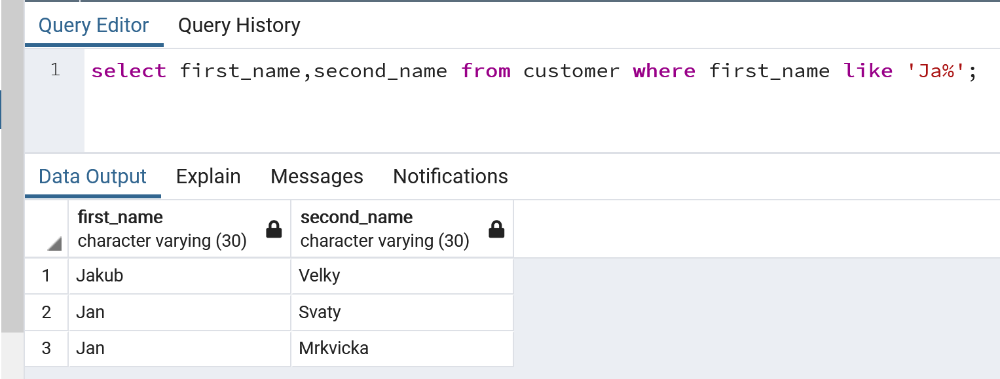 Query Editor Query History
1 select first_name,second_name from customer where first_name like 'Ja%';
Data Output Explain Messages Notifications
first_name second_name
character varying (30) character varying (30)
1 Jakub Velky
2 Jan Svaty
3 Jan Mrkvicka